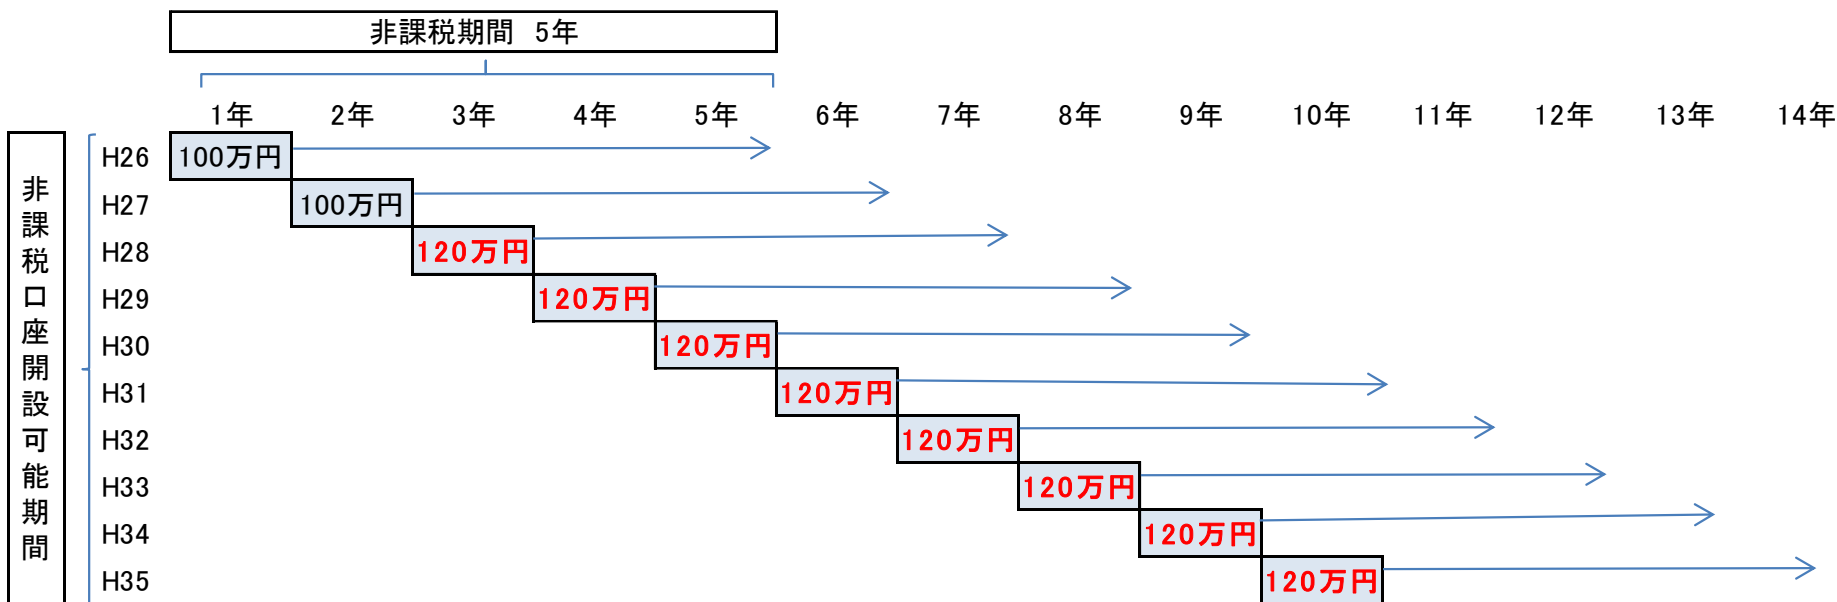 非課税期間 5年
1年 2年 3年 4年 5年 6年 7年 8年 9年 10年 11年 12年 13年 14年
非課税口座開設可能期間
H26 100万円
H27 100万円
H28 120万円
H29 120万円
H30 120万円
H31 120万円
H32 120万円
H33 120万円
H34 120万円
H35 120万円